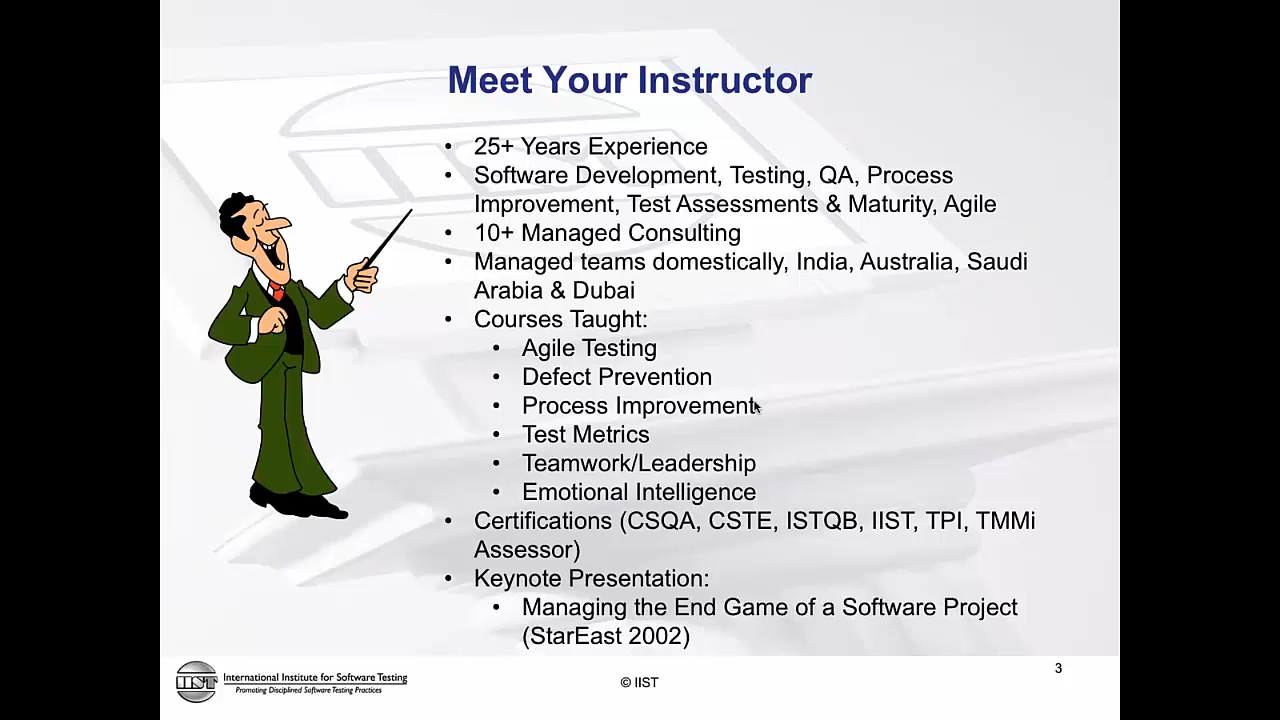 Meet Your Instructor
• 25+ Years Experience
• Software Development, Testing, QA, Process
Improvement, Test Assessments & Maturity, Agile
• 10+ Managed Consulting
• Managed teams domestically, India, Australia, Saudi
Arabia & Dubai
• Courses Taught:
• Agile Testing
• Defect Prevention
• Process Improvement
• Test Metrics
• Teamwork/Leadership
• Emotional Intelligence
• Certifications (CSQA, CSTE, ISTQB, IIST, TPI, TMMi
Assessor)
• Keynote Presentation:
• Managing the End Game of a Software Project
(StarEast 2002)
IIST
International Institute for Software Testing
Promoting Disciplined Software Testing Practices
© IIST
3